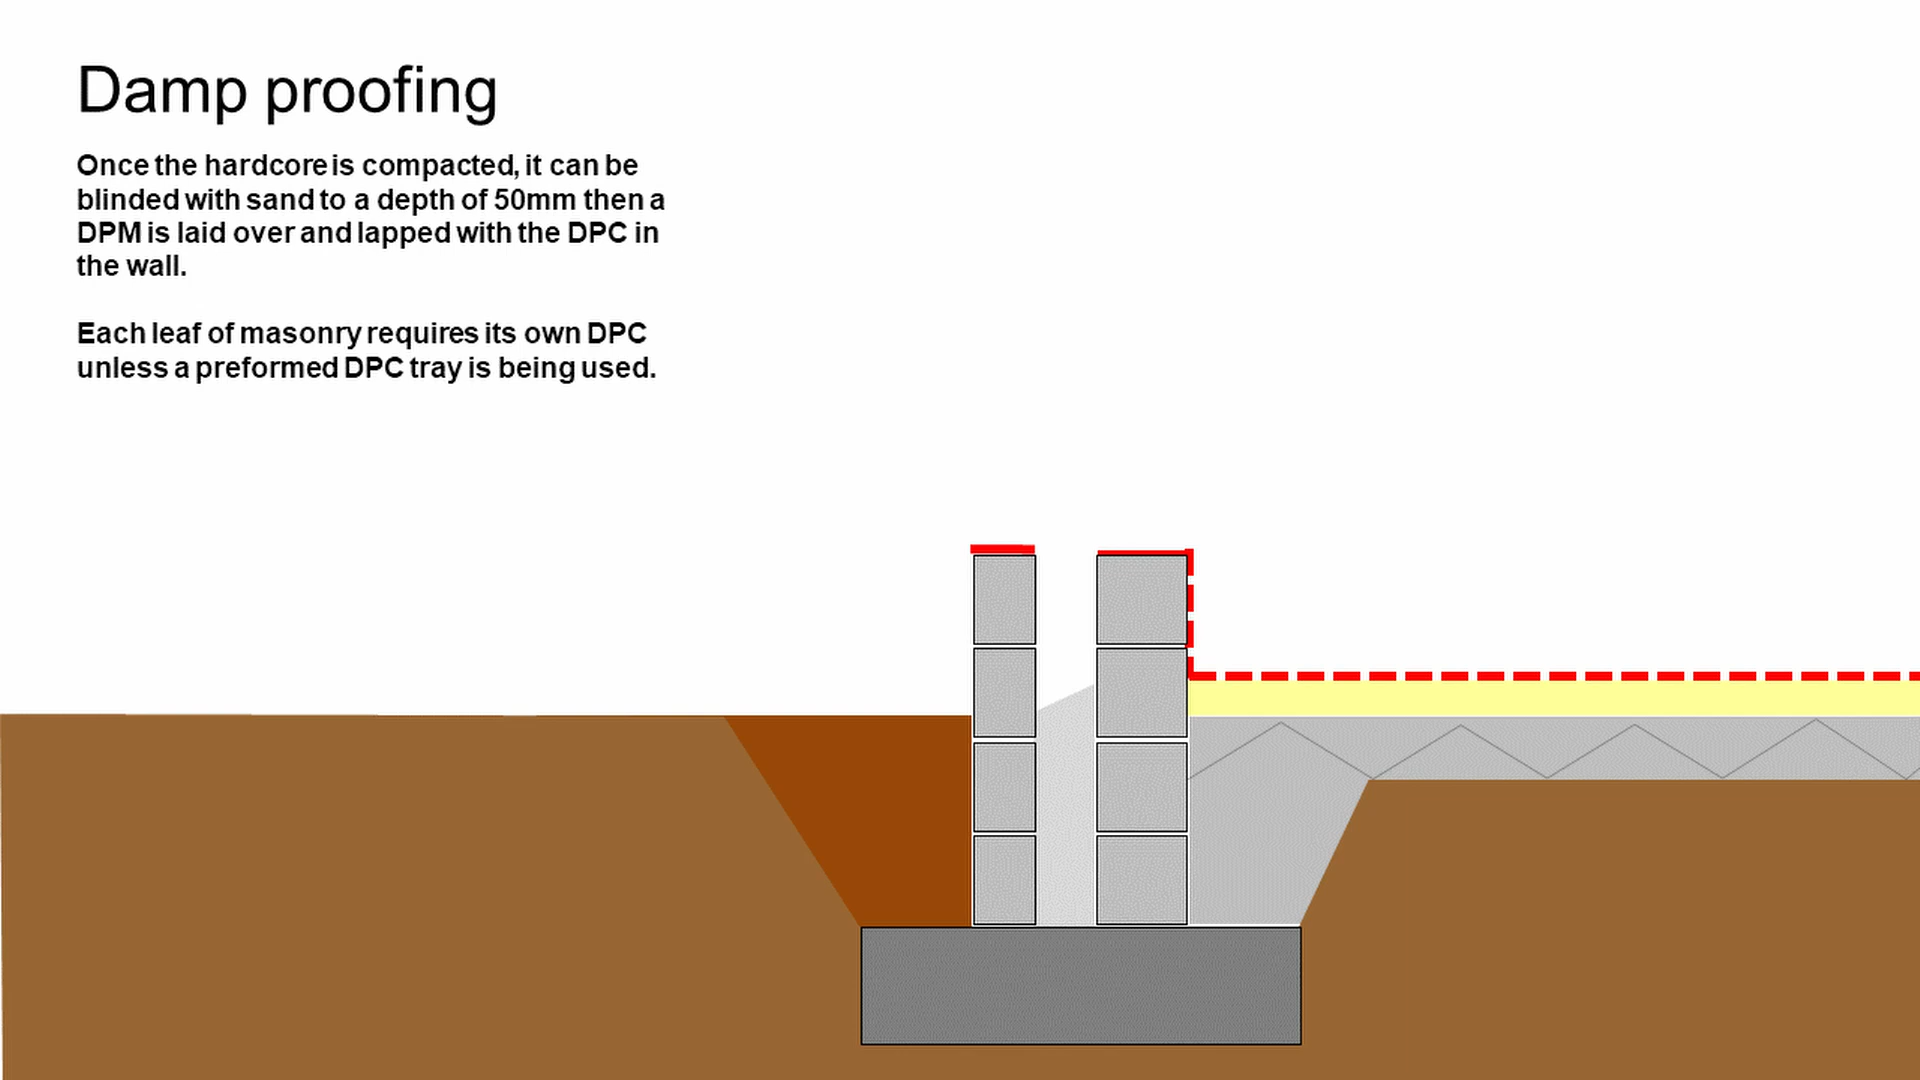 Damp proofing
Once the hardcore is compacted, it can be
blinded with sand to a depth of 50mm then a
DPM is laid over and lapped with the DPC in
the wall.
Each leaf of masonry requires its own DPC
unless a preformed DPC tray is being used.